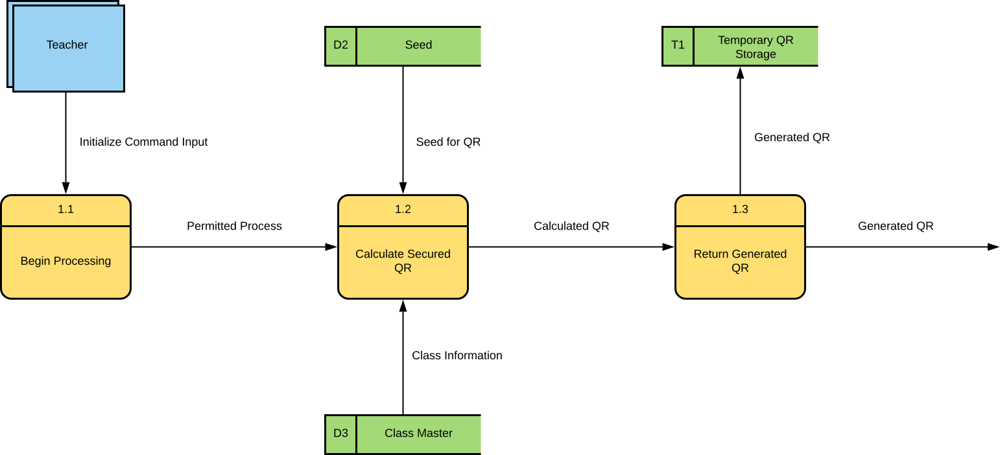 Teacher
D2
Seed
T1
Temporary QR
Storage
Initialize Command Input
Seed for QR
Generated QR
1.1
Begin Processing
Permitted Process
1.2
Calculate Secured
QR
Calculated QR
1.3
Return Generated
QR
Generated QR
Class Information
D3
Class Master